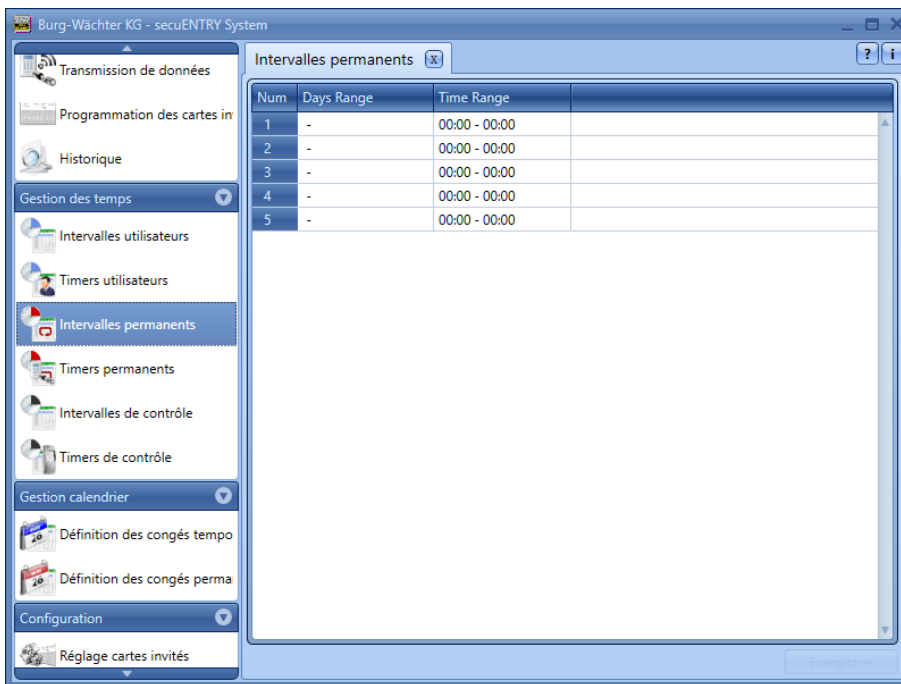 Burg-Wächter KG - secuENTRY System
Transmission de données
Programmation des cartes in
Historique
Gestion des temps
Intervalles utilisateurs
Timers utilisateurs
Intervalles permanents
Timers permanents
Intervalles de contrôle
Timers de contrôle
Gestion calendrier
Définition des congés tempo
Définition des congés perma
Configuration
Réglage cartes invités
Intervalles permanents x
? i
Num Days Range Time Range
1 - 00:00 - 00:00
2 - 00:00 - 00:00
3 - 00:00 - 00:00
4 - 00:00 - 00:00
5 - 00:00 - 00:00
Enregistrer